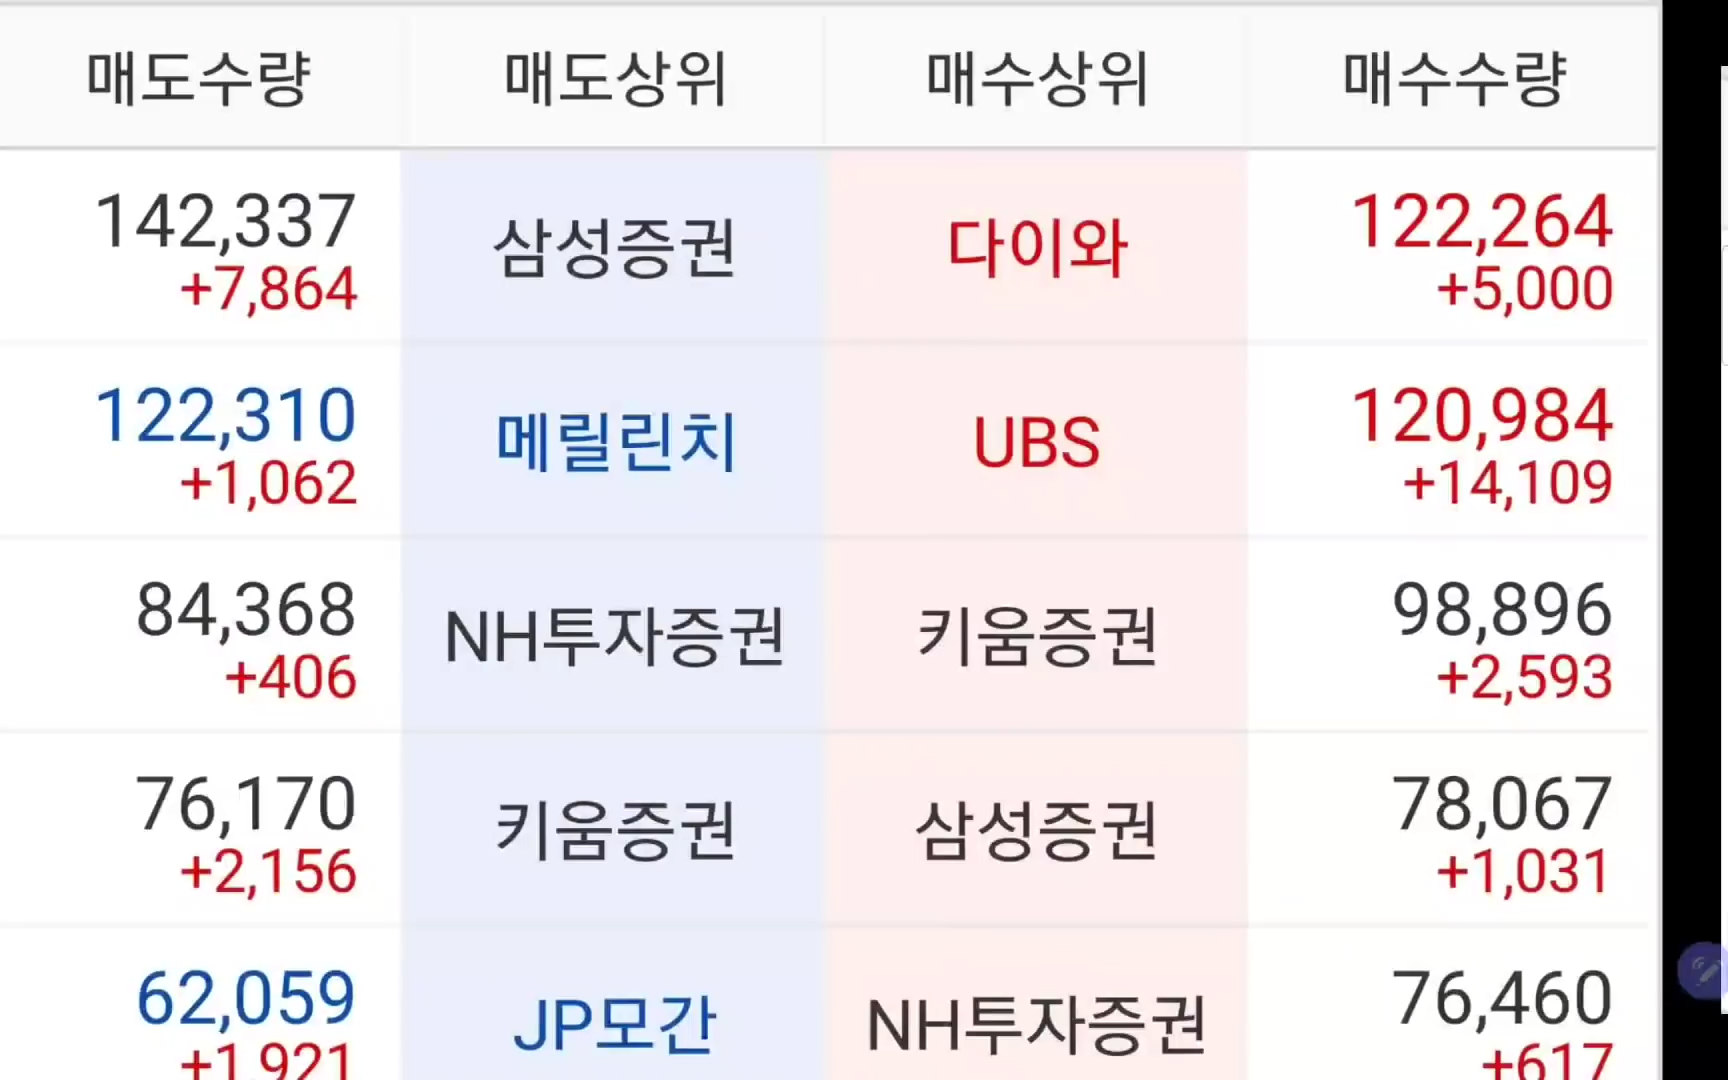 매도수량 매도상위 매수상위 매수수량
142,337 삼성증권 다이와 122,264
+7,864 +5,000
122,310 메릴린치 UBS 120,984
+1,062 +14,109
84,368 NH투자증권 키움증권 98,896
+406 +2,593
76,170 키움증권 삼성증권 78,067
+2,156 +1,031
62,059 JP모간 NH투자증권 76,460
+1,921 +617